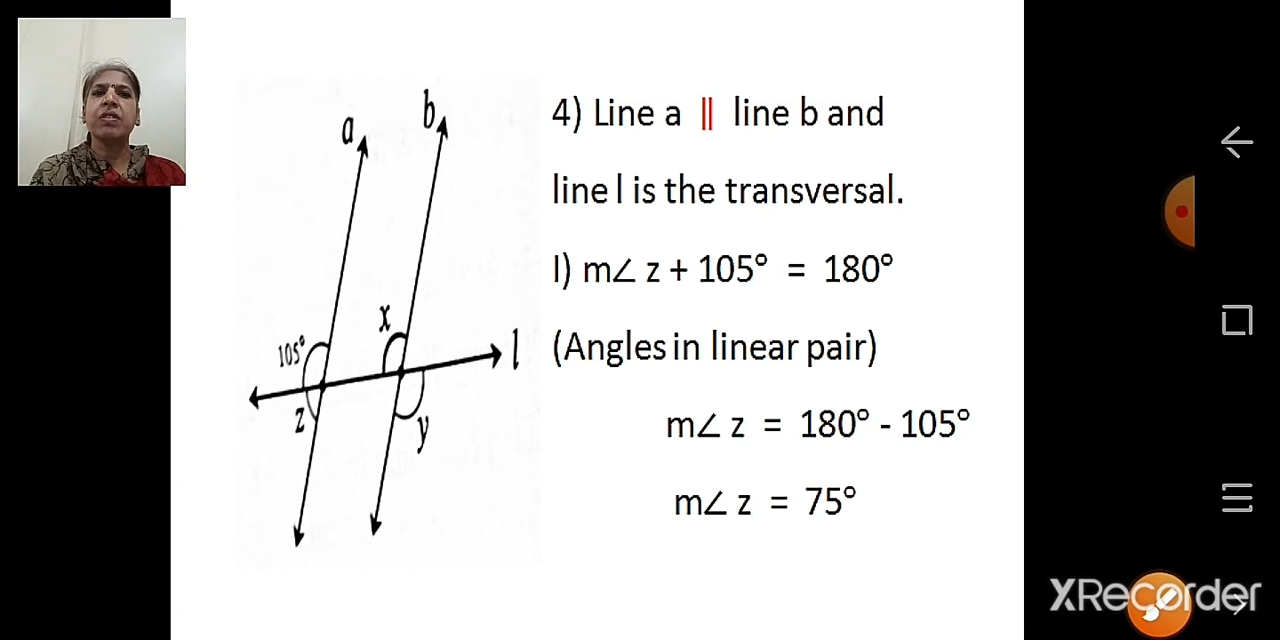 a
b
105°
x
l
z
y
4) Line a || line b and
line l is the transversal.
I) m∠ z + 105° = 180°
(Angles in linear pair)
m∠ z = 180° - 105°
m∠ z = 75°
XRecorder